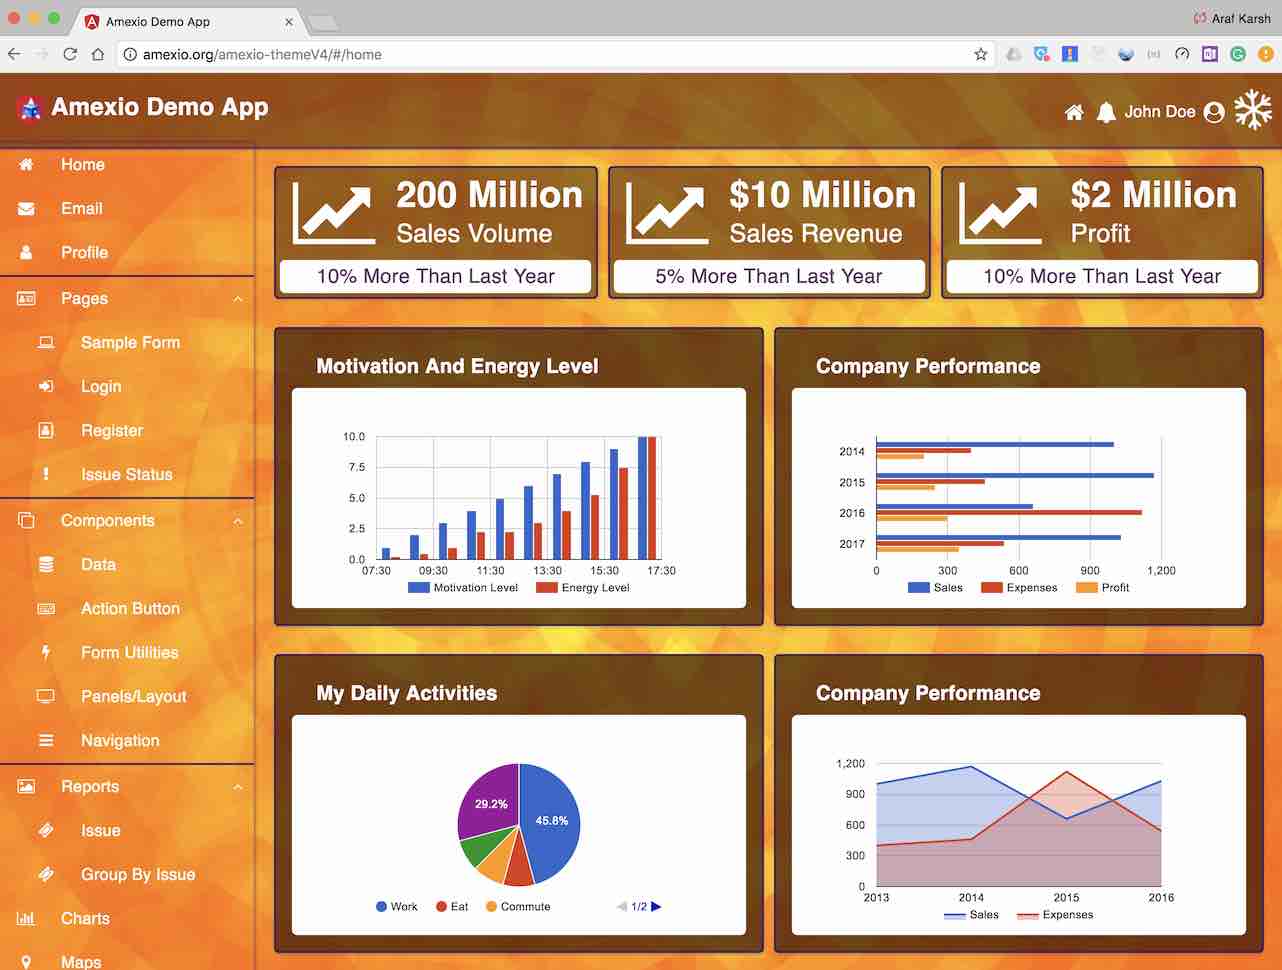 Amexio Demo App
Araf Karsh
amexio.org/amexio-themeV4/#/home
Amexio Demo App
John Doe
Home
Email
Profile
Pages
Sample Form
Login
Register
Issue Status
Components
Data
Action Button
Form Utilities
Panels/Layout
Navigation
Reports
Issue
Group By Issue
Charts
Maps
200 Million
Sales Volume
10% More Than Last Year
$10 Million
Sales Revenue
5% More Than Last Year
$2 Million
Profit
10% More Than Last Year
Motivation And Energy Level
10.0
7.5
5.0
2.5
0.0
07:30 09:30 11:30 13:30 15:30 17:30
Motivation Level Energy Level
Company Performance
2014
2015
2016
2017
0 300 600 900 1,200
Sales Expenses Profit
My Daily Activities
29.2%
45.8%
Work Eat Commute 1/2
Company Performance
1,200
900
600
300
0
2013 2014 2015 2016
Sales Expenses